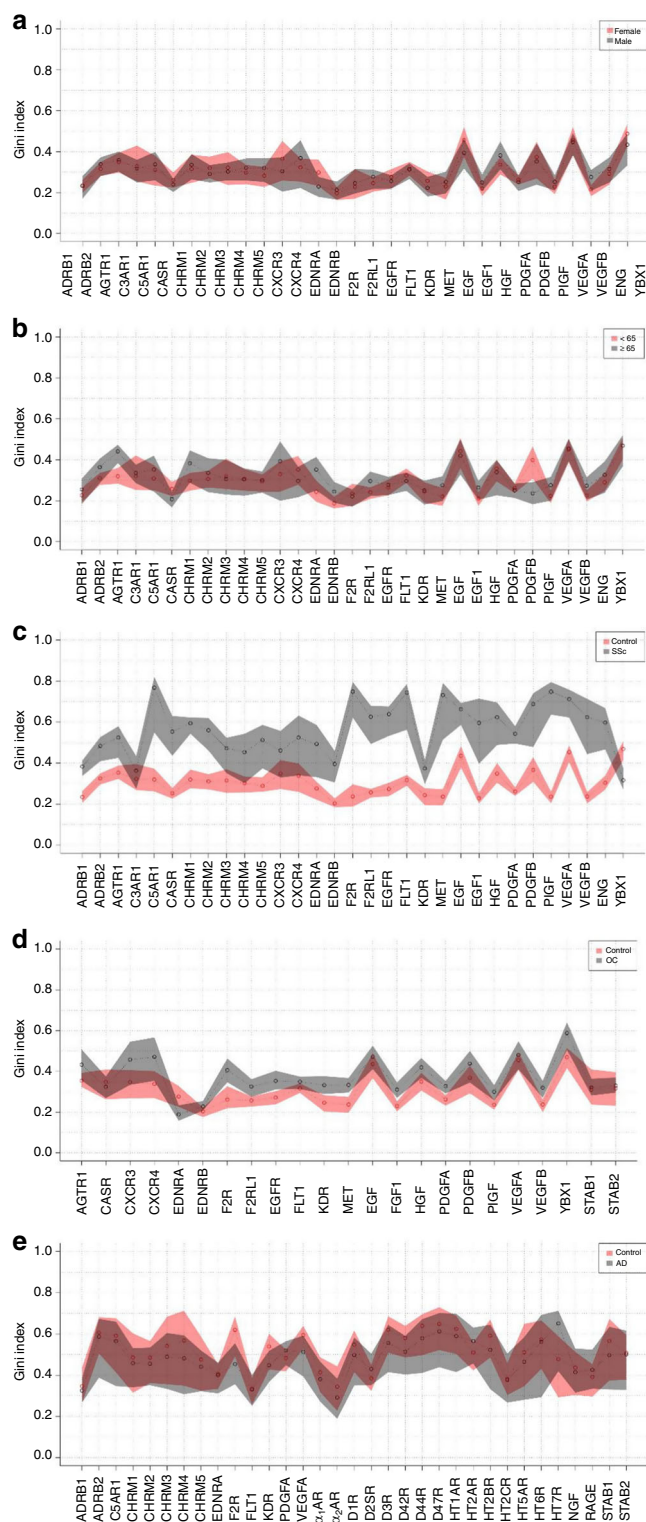 a
1.0
0.8
0.6
0.4
0.2
0.0
Gini index
Female
Male
ADRB1
ADRB2
AGTR1
C3AR1
C5AR1
CASR
CHRM1
CHRM2
CHRM3
CHRM4
CHRM5
CXCR3
CXCR4
EDNRA
EDNRB
F2R
F2RL1
EGFR
FLT1
KDR
MET
EGF
EGF1
HGF
PDGFA
PDGFB
PIGF
VEGFA
VEGFB
ENG
YBX1
b
1.0
0.8
0.6
0.4
0.2
0.0
Gini index
< 65
≥ 65
ADRB1
ADRB2
AGTR1
C3AR1
C5AR1
CASR
CHRM1
CHRM2
CHRM3
CHRM4
CHRM5
CXCR3
CXCR4
EDNRA
EDNRB
F2R
F2RL1
EGFR
FLT1
KDR
MET
EGF
EGF1
HGF
PDGFA
PDGFB
PIGF
VEGFA
VEGFB
ENG
YBX1
c
1.0
0.8
0.6
0.4
0.2
0.0
Gini index
Control
SSc
ADRB1
ADRB2
AGTR1
C3AR1
C5AR1
CASR
CHRM1
CHRM2
CHRM3
CHRM4
CHRM5
CXCR3
CXCR4
EDNRA
EDNRB
F2R
F2RL1
EGFR
FLT1
KDR
MET
EGF
EGF1
HGF
PDGFA
PDGFB
PIGF
VEGFA
VEGFB
ENG
YBX1
d
1.0
0.8
0.6
0.4
0.2
0.0
Gini index
Control
OC
AGTR1
CASR
CXCR3
CXCR4
EDNRA
EDNRB
F2R
F2RL1
EGFR
FLT1
KDR
MET
EGF
FGF1
HGF
PDGFA
PDGFB
PIGF
VEGFA
VEGFB
YBX1
STAB1
STAB2
e
1.0
0.8
0.6
0.4
0.2
0.0
Gini index
Control
AD
ADRB1
ADRB2
C5AR1
CHRM1
CHRM2
CHRM3
CHRM4
CHRM5
EDNRA
F2R
FLT1
KDR
PDGFA
VEGFA
α₁AR
α₂AR
D1R
D2SR
D3R
D42R
D44R
D47R
HT1AR
HT2AR
HT2BR
HT2CR
HT5AR
HT6R
HT7R
NGF
RAGE
STAB1
STAB2